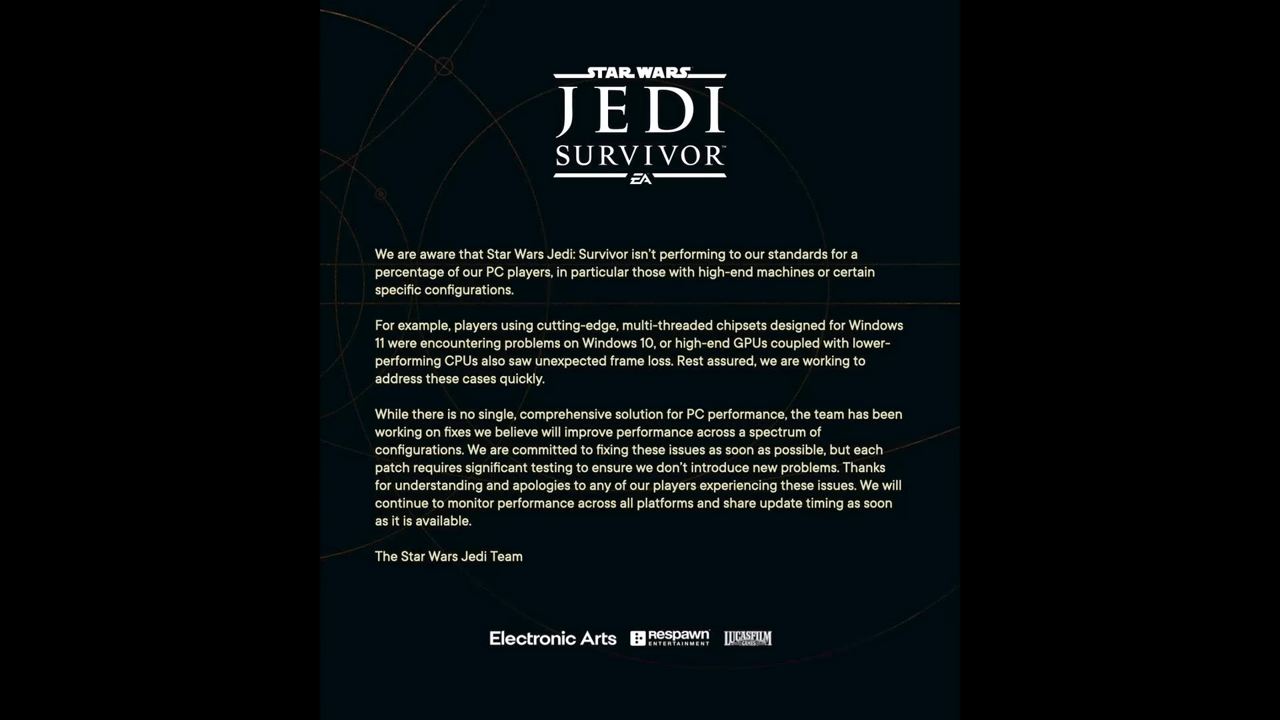 STAR WARS
JEDI
SURVIVOR™
EA
We are aware that Star Wars Jedi: Survivor isn't performing to our standards for a
percentage of our PC players, in particular those with high-end machines or certain
specific configurations.
For example, players using cutting-edge, multi-threaded chipsets designed for Windows
11 were encountering problems on Windows 10, or high-end GPUs coupled with lower-
performing CPUs also saw unexpected frame loss. Rest assured, we are working to
address these cases quickly.
While there is no single, comprehensive solution for PC performance, the team has been
working on fixes we believe will improve performance across a spectrum of
configurations. We are committed to fixing these issues as soon as possible, but each
patch requires significant testing to ensure we don't introduce new problems. Thanks
for understanding and apologies to any of our players experiencing these issues. We will
continue to monitor performance across all platforms and share update timing as soon
as it is available.
The Star Wars Jedi Team
Electronic Arts
Respawn
ENTERTAINMENT
LUCASFILM
GAMES